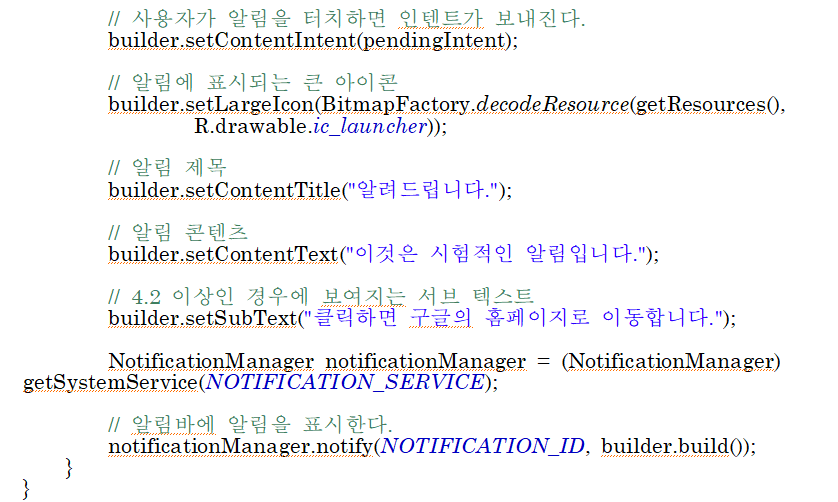 // 사용자가 알림을 터치하면 인텐트가 보내진다.
builder.setContentIntent(pendingIntent);
// 알림에 표시되는 큰 아이콘
builder.setLargeIcon(BitmapFactory.decodeResource(getResources(),
R.drawable.ic_launcher));
// 알림 제목
builder.setContentTitle("알려드립니다.");
// 알림 콘텐츠
builder.setContentText("이것은 시험적인 알림입니다.");
// 4.2 이상인 경우에 보여지는 서브 텍스트
builder.setSubText("클릭하면 구글의 홈페이지로 이동합니다.");
NotificationManager notificationManager = (NotificationManager)
getSystemService(NOTIFICATION_SERVICE);
// 알림바에 알림을 표시한다.
notificationManager.notify(NOTIFICATION_ID, builder.build());
}
}